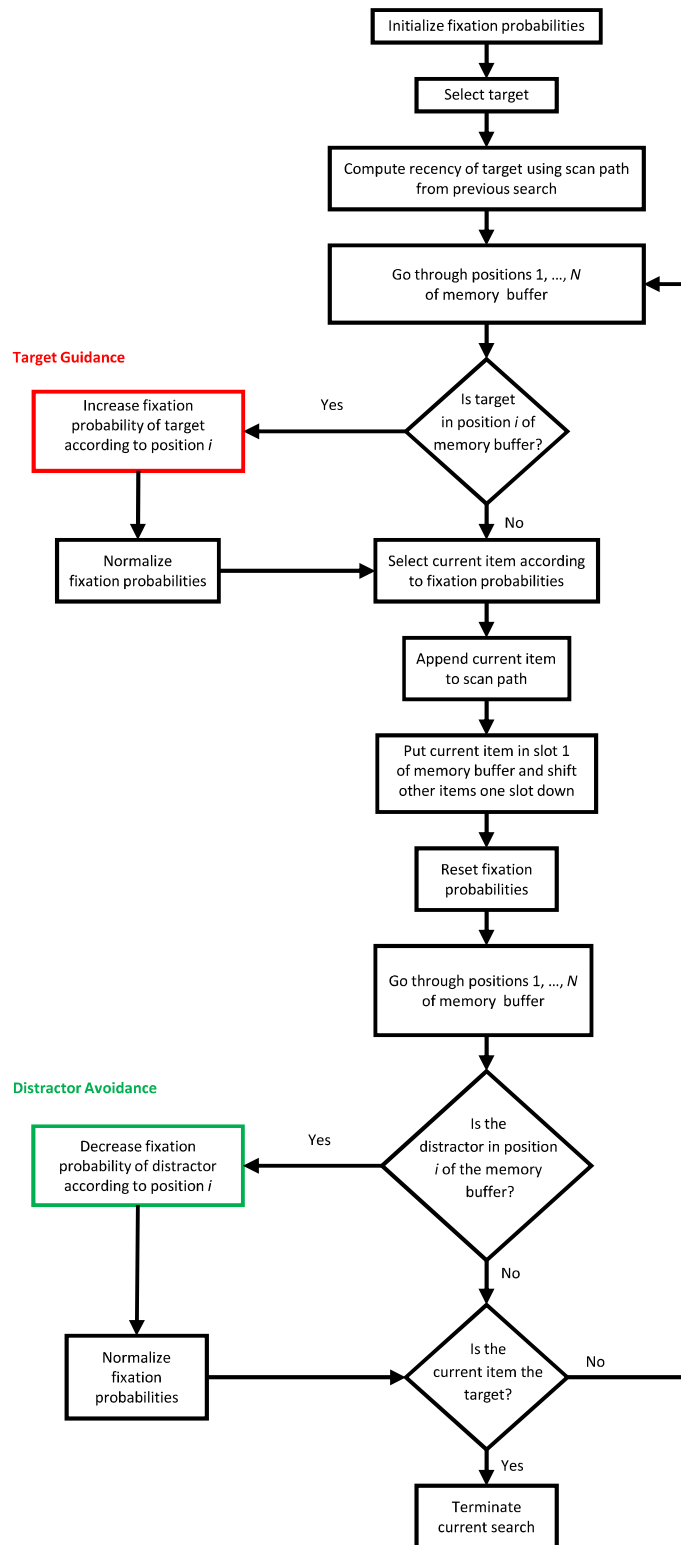 Initialize fixation probabilities
Select target
Compute recency of target using scan path
from previous search
Go through positions 1, ..., N
of memory buffer
Target Guidance
Is target
in position i of
memory buffer?
Yes
Increase fixation
probability of target
according to position i
No
Normalize
fixation probabilities
Select current item according
to fixation probabilities
Append current item
to scan path
Put current item in slot 1
of memory buffer and shift
other items one slot down
Reset fixation
probabilities
Go through positions 1, ..., N
of memory buffer
Distractor Avoidance
Is the
distractor in position
i of the memory
buffer?
Yes
Decrease fixation
probability of distractor
according to position i
No
Normalize
fixation
probabilities
Is the
current item the
target?
No
Yes
Terminate
current search